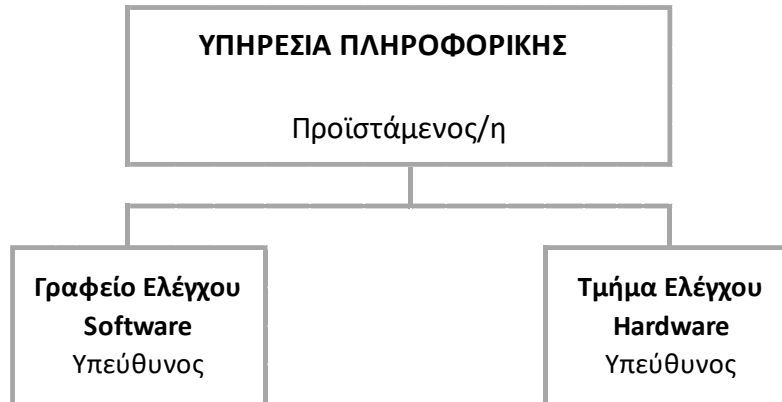 ΥΠΗΡΕΣΙΑ ΠΛΗΡΟΦΟΡΙΚΗΣ
Προϊστάμενος/η
Γραφείο Ελέγχου
Software
Υπεύθυνος
Τμήμα Ελέγχου
Hardware
Υπεύθυνος